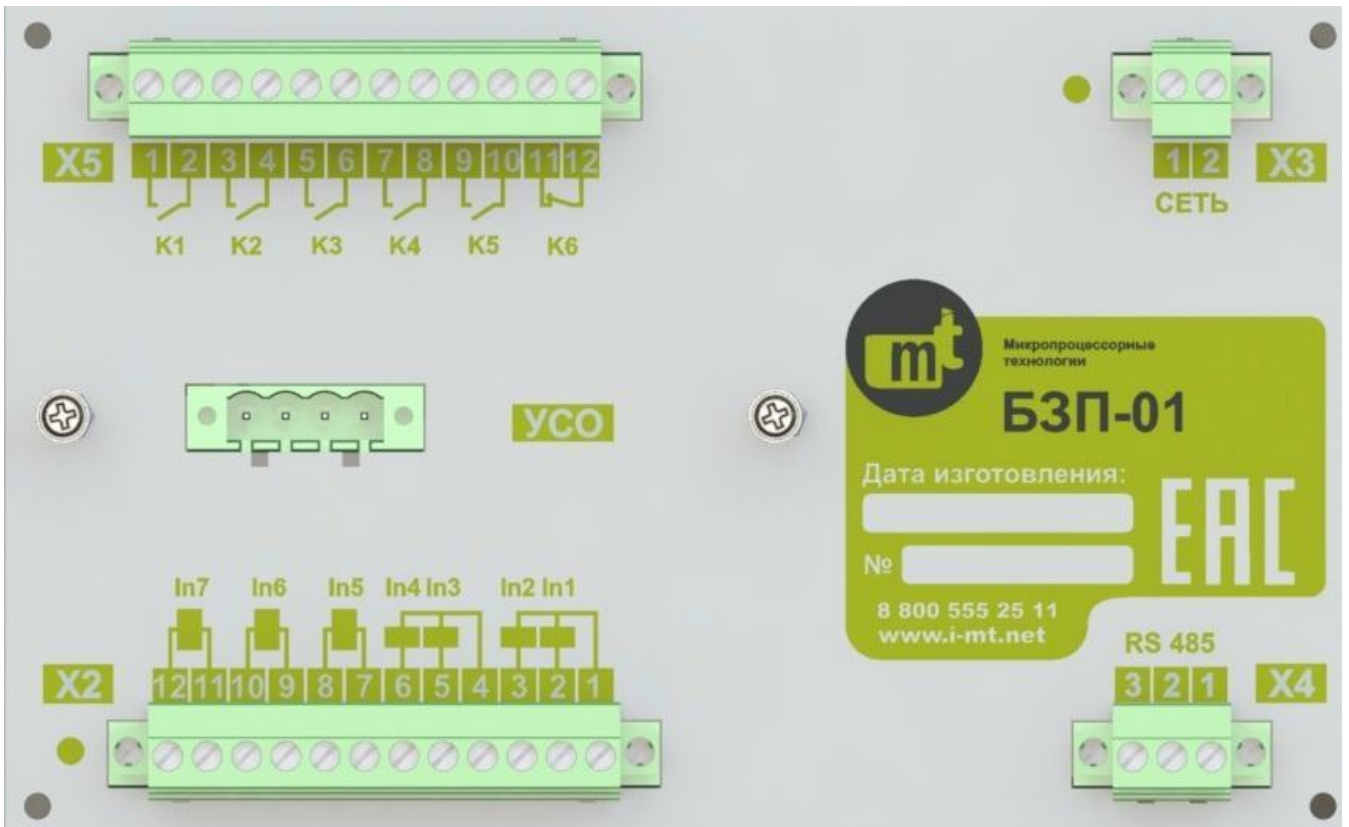 X5
1 2 3 4 5 6 7 8 9 10 11 12
K1 K2 K3 K4 K5 K6
1 2
X3
СЕТЬ
УСО
mt
Микропроцессорные
технологии
БЗП-01
Дата изготовления:
№
EAC
8 800 555 25 11
www.i-mt.net
In7 In6 In5 In4 In3 In2 In1
X2
12 11 10 9 8 7 6 5 4 3 2 1
RS 485
3 2 1
X4